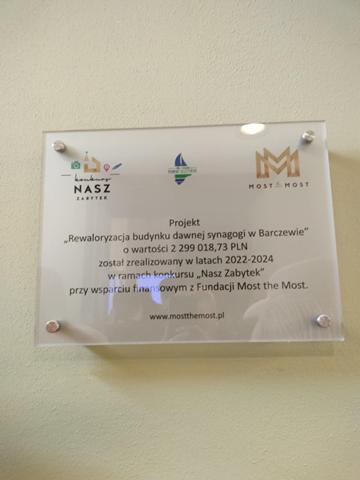 konkurs
NASZ
ZABYTEK
MOST THE MOST
Projekt
„Rewaloryzacja budynku dawnej synagogi w Barczewie”
o wartości 2 299 018,73 PLN
został zrealizowany w latach 2022-2024
w ramach konkursu „Nasz Zabytek”
przy wsparciu finansowym z Fundacji Most the Most.
www.mostthemost.pl